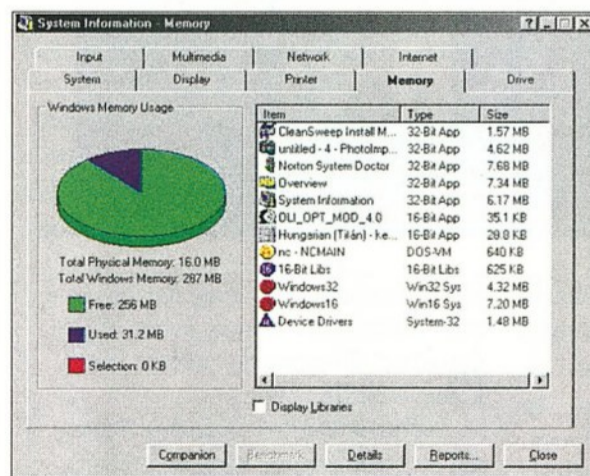 System Information - Memory
Input Multimedia Network Internet
System Display Printer Memory Drive
Windows Memory Usage
Total Physical Memory: 16.0 MB
Total Windows Memory: 287 MB
Free: 256 MB
Used: 31.2 MB
Selection: 0 KB
Item Type Size
CleanSweep Install M... 32-Bit App 1.57 MB
untitled - 4 - PhotoImp... 32-Bit App 4.62 MB
Norton System Doctor 32-Bit App 7.68 MB
Overview 32-Bit App 7.34 MB
System Information 32-Bit App 6.17 MB
OLI_OPT_MOD_4.0 16-Bit App 35.1 KB
Hungarian (Titán) - ke... 16-Bit App 29.8 KB
nc - NCMAIN DOS-VM 640 KB
16-Bit Libs 16-Bit Libs 625 KB
Windows32 Win32 Sys 4.32 MB
Windows16 Win16 Sys 7.20 MB
Device Drivers System-32 1.48 MB
Display Libraries
Companion Benchmark Details Reports... Close